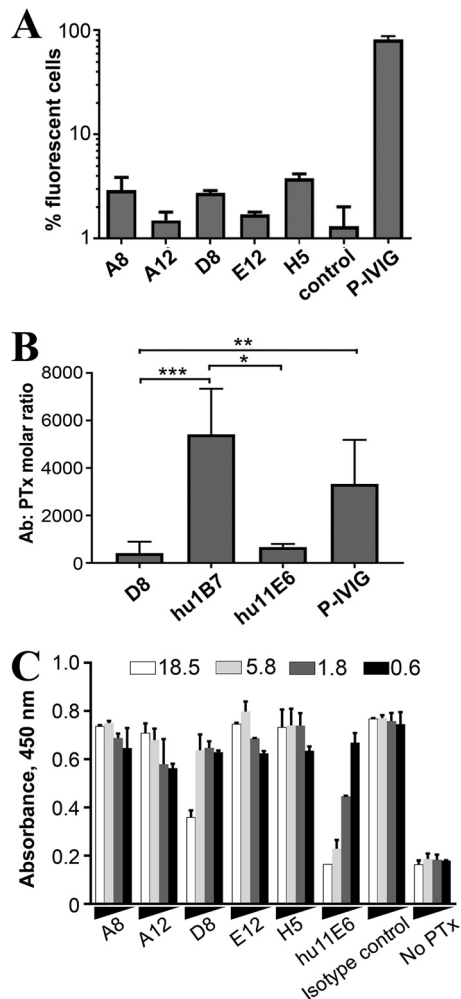 A
% fluorescent cells
100
10
1
A8 A12 D8 E12 H5 control P-IVIG
B
** 
*** *
Ab: PTx molar ratio
8000
6000
4000
2000
0
D8 hu1B7 hu11E6 P-IVIG
C
18.5 5.8 1.8 0.6
Absorbance, 450 nm
1.0
0.8
0.6
0.4
0.2
0
A8 A12 D8 E12 H5 hu11E6 Isotype control No PTx